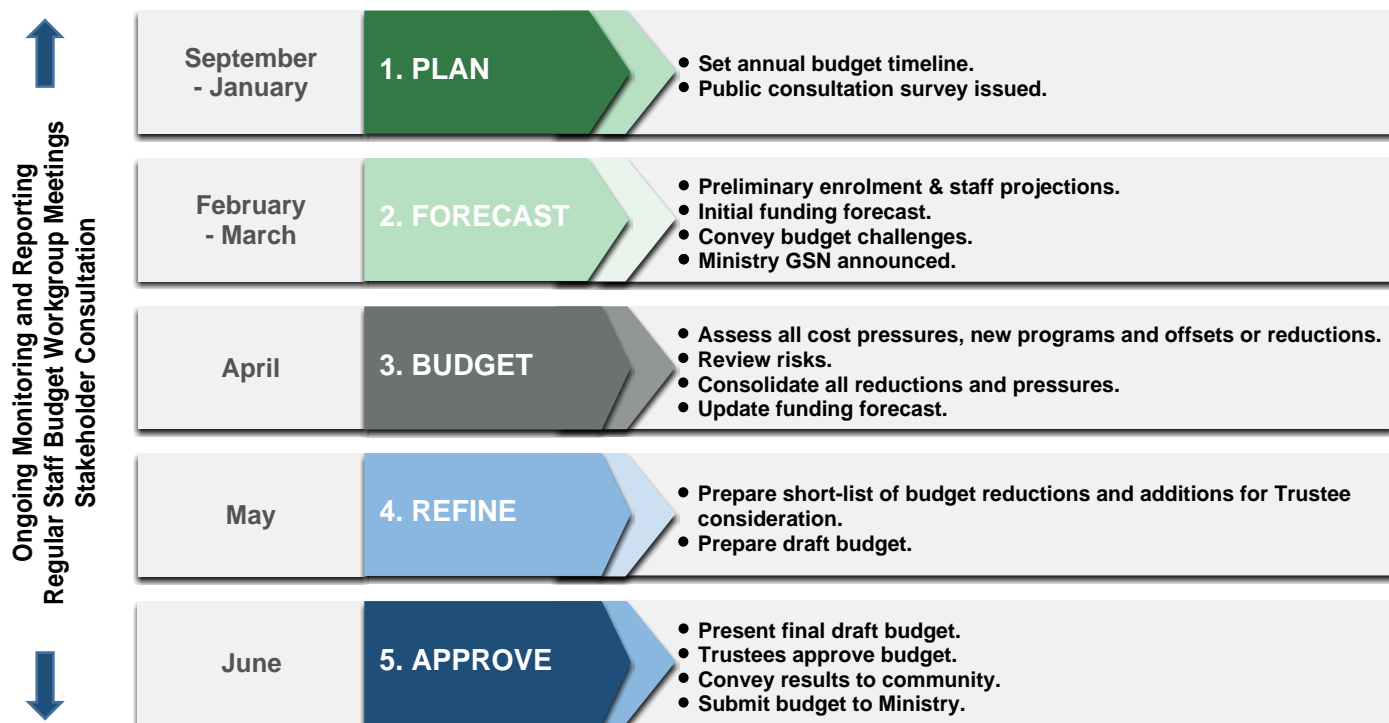 Ongoing Monitoring and Reporting
Regular Staff Budget Workgroup Meetings
Stakeholder Consultation
September
- January
1. PLAN
• Set annual budget timeline.
• Public consultation survey issued.
February
- March
2. FORECAST
• Preliminary enrolment & staff projections.
• Initial funding forecast.
• Convey budget challenges.
• Ministry GSN announced.
April
3. BUDGET
• Assess all cost pressures, new programs and offsets or reductions.
• Review risks.
• Consolidate all reductions and pressures.
• Update funding forecast.
May
4. REFINE
• Prepare short-list of budget reductions and additions for Trustee
consideration.
• Prepare draft budget.
June
5. APPROVE
• Present final draft budget.
• Trustees approve budget.
• Convey results to community.
• Submit budget to Ministry.